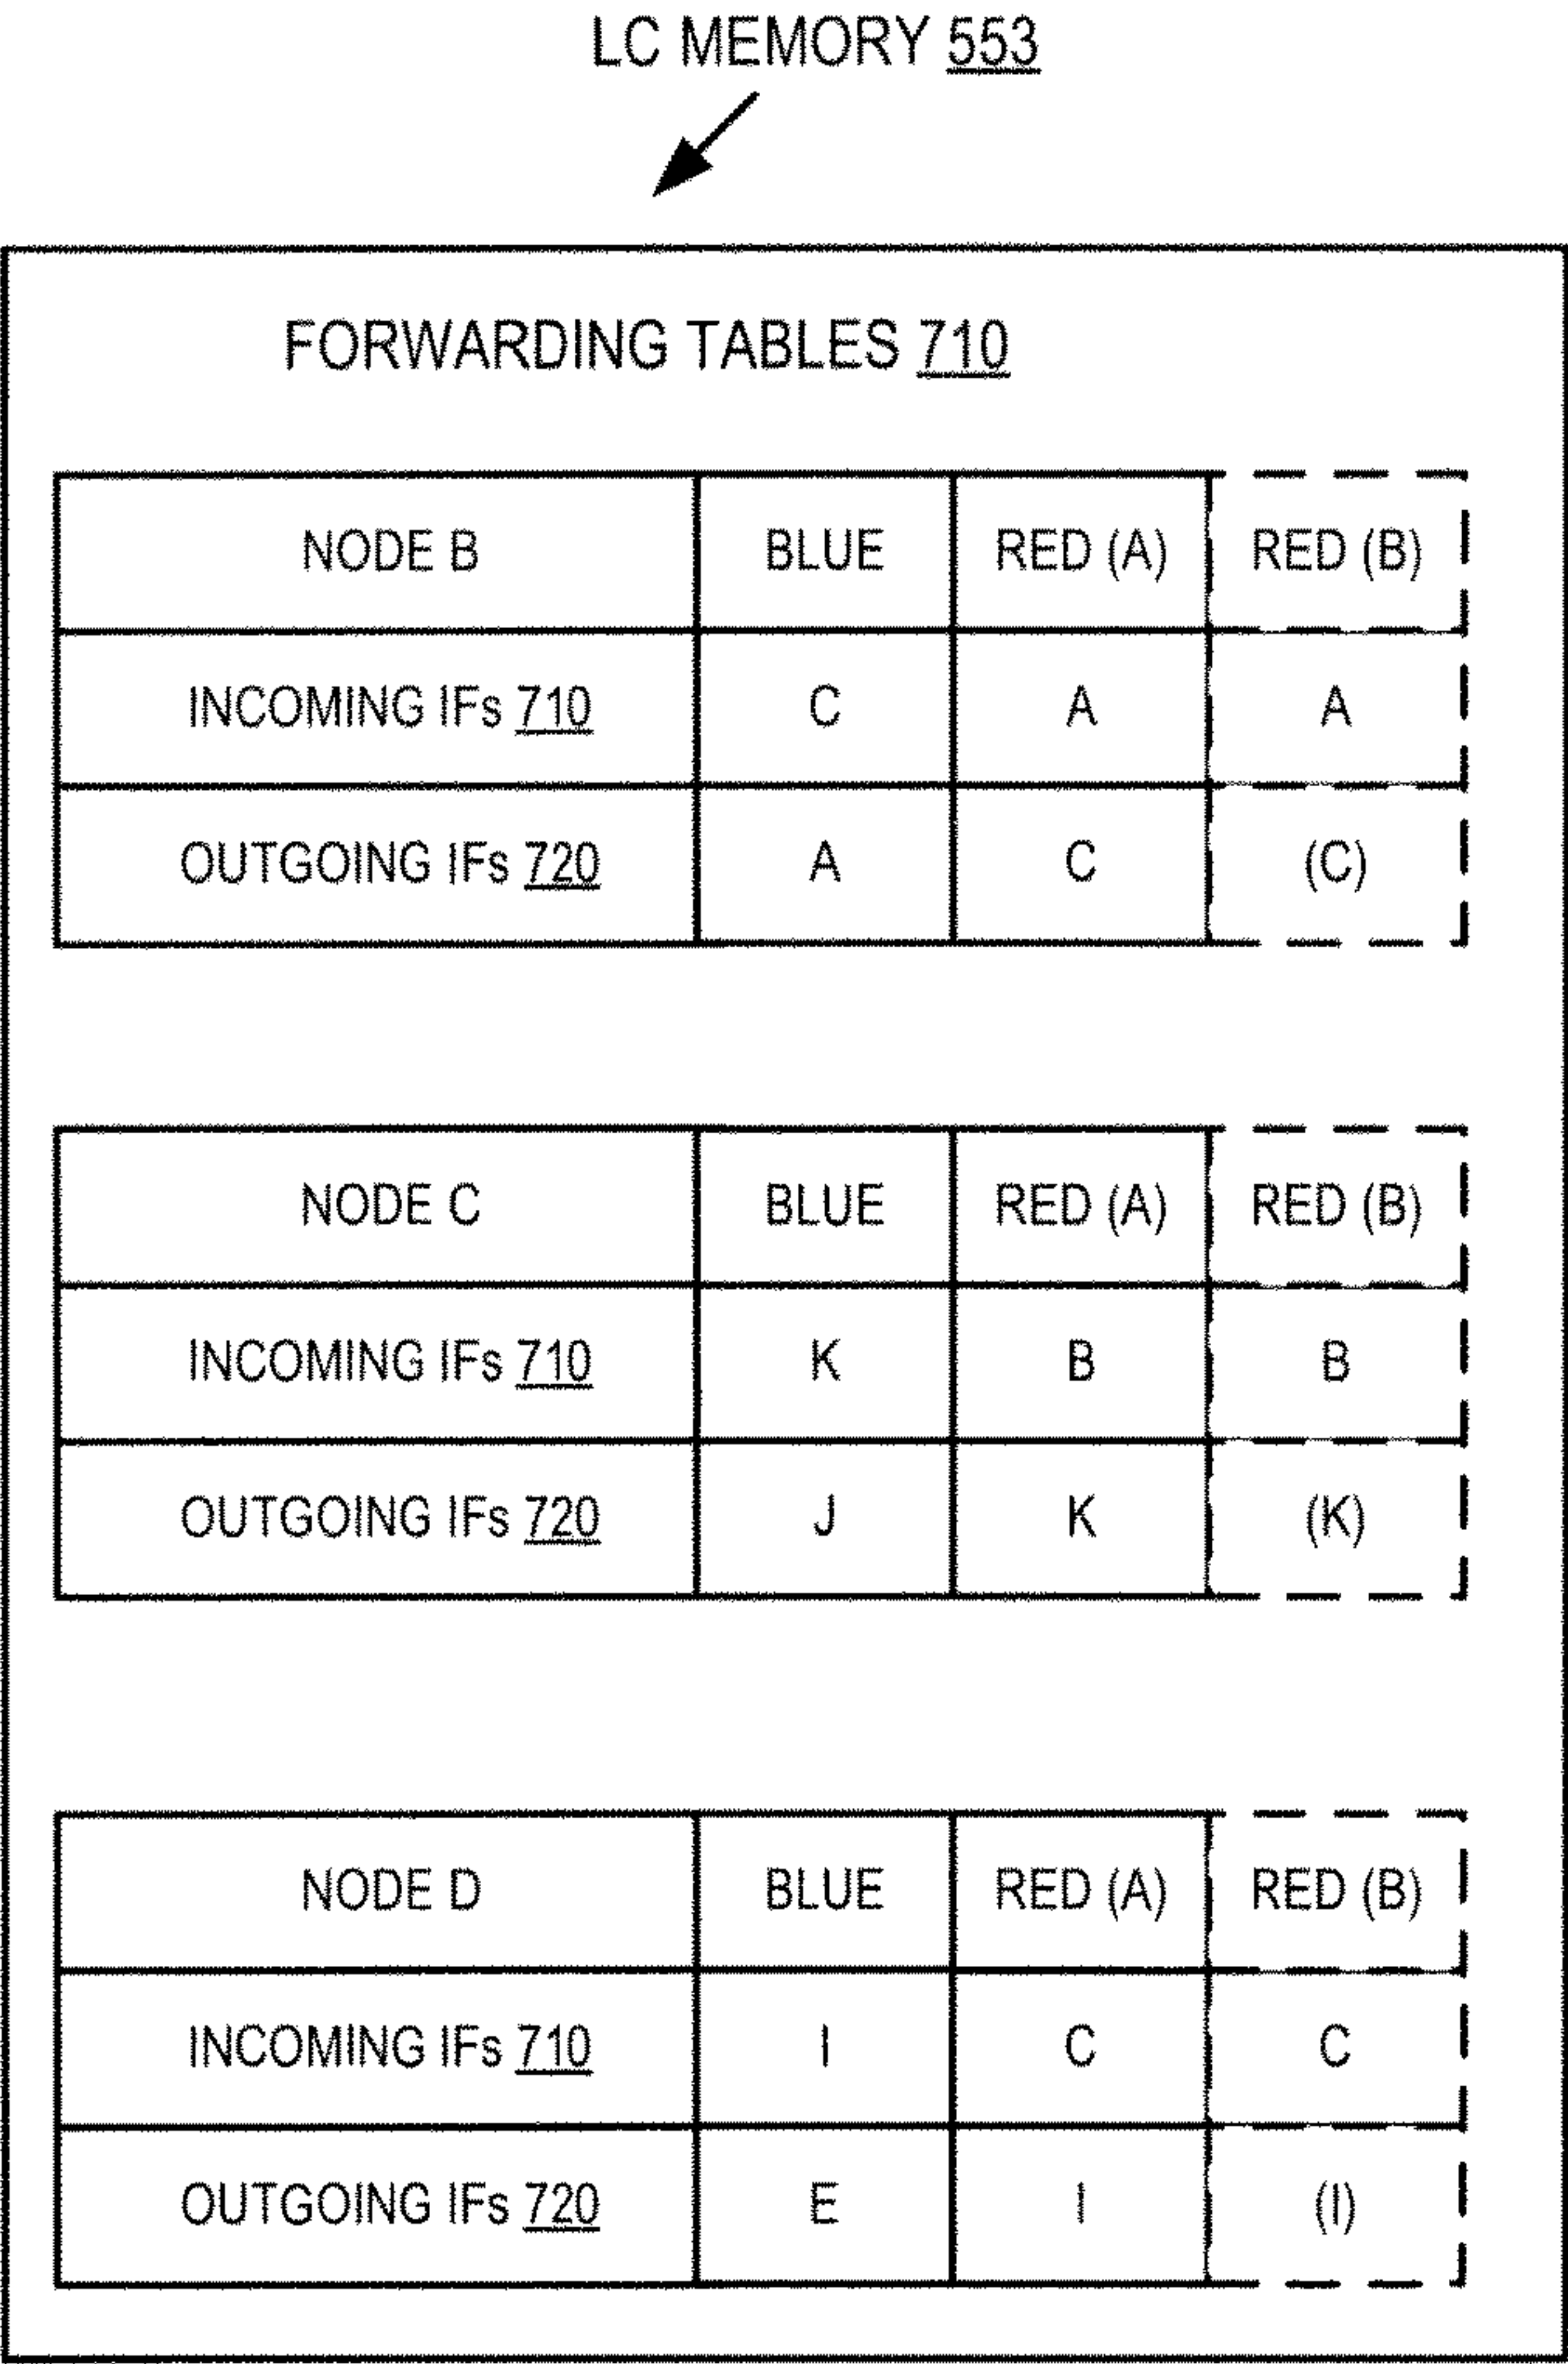 LC MEMORY 553
FORWARDING TABLES 710
NODE B BLUE RED (A) RED (B)
INCOMING IFs 710 C A A
OUTGOING IFs 720 A C (C)
NODE C BLUE RED (A) RED (B)
INCOMING IFs 710 K B B
OUTGOING IFs 720 J K (K)
NODE D BLUE RED (A) RED (B)
INCOMING IFs 710 I C C
OUTGOING IFs 720 E I (I)